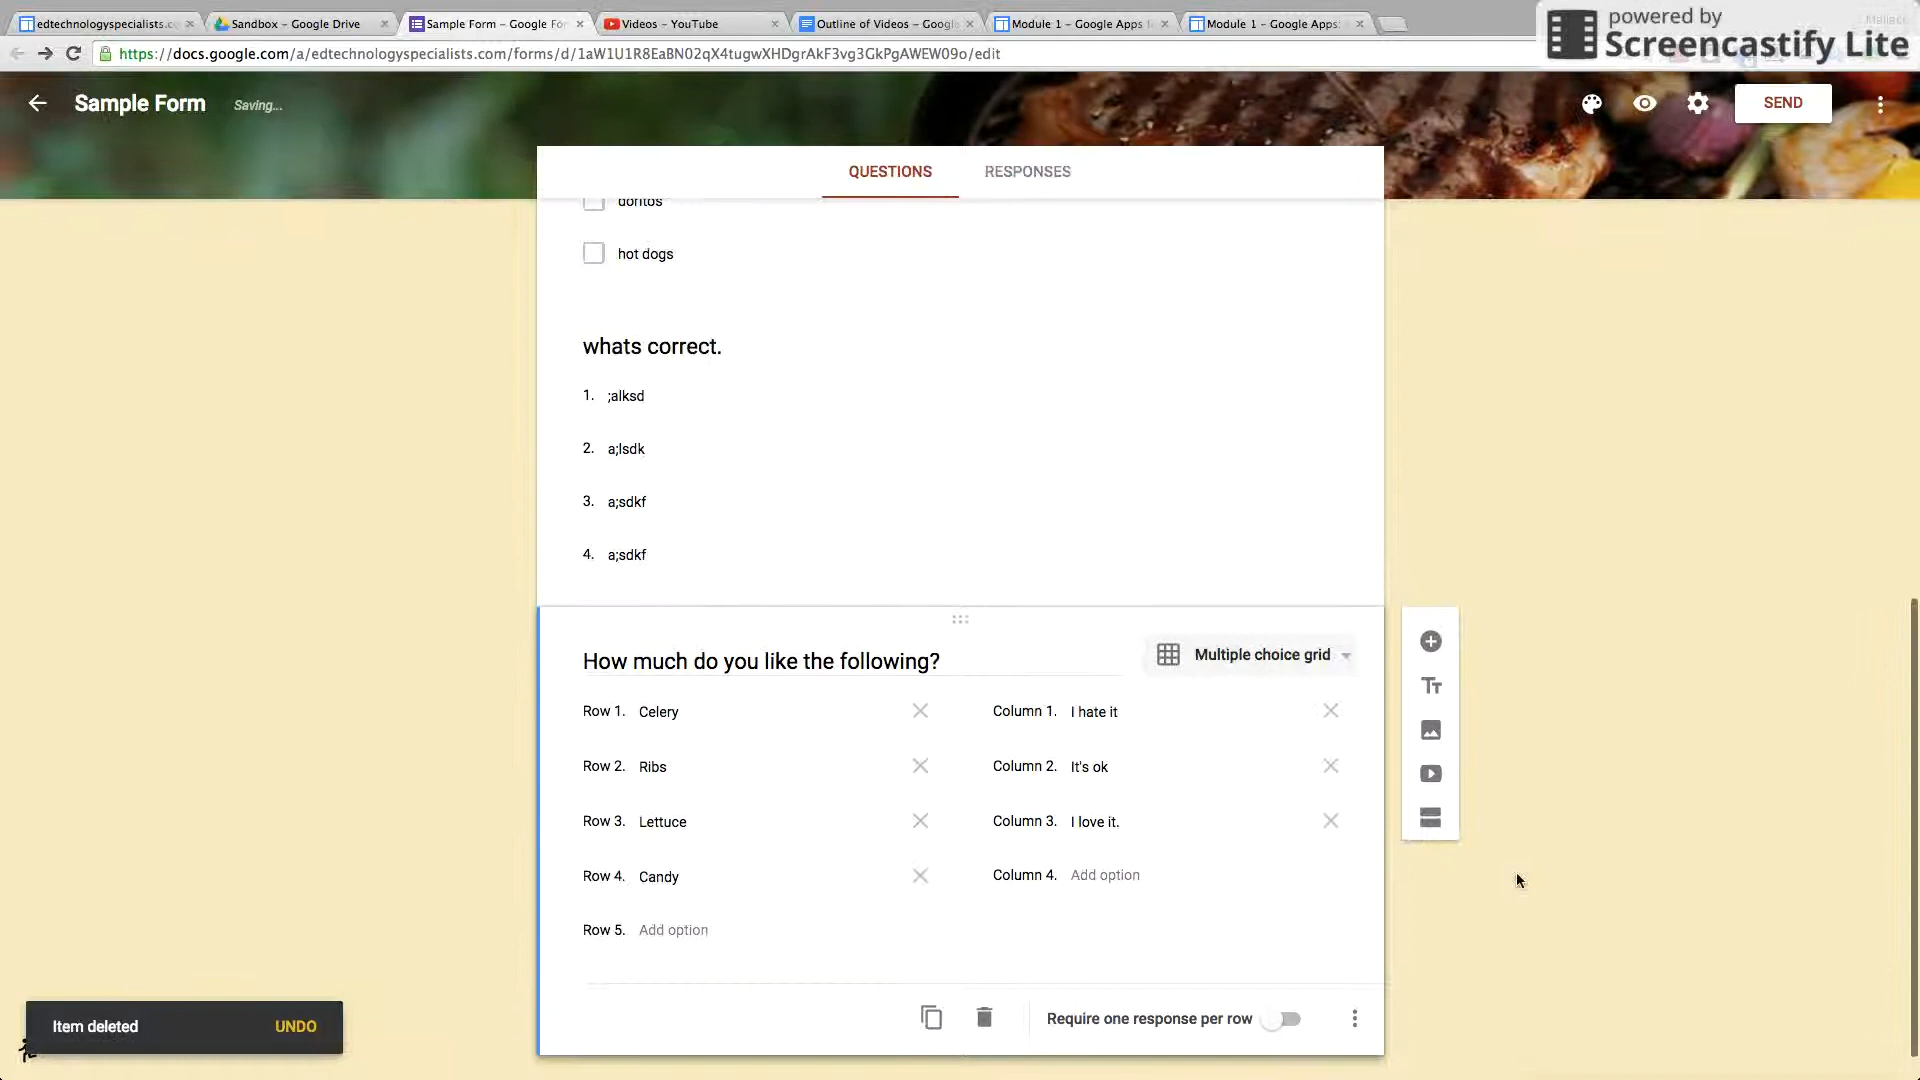 edtechnologyspecialists.c
Sandbox – Google Drive
Sample Form – Google Fo
Videos – YouTube
Outline of Videos – Google
Module 1 – Google Apps
Module 1 – Google Apps
powered by
Screencastify Lite
https://docs.google.com/a/edtechnologyspecialists.com/forms/d/1aW1U1R8EaBN02qX4tugwXHDgrAkF3vg3GkPgAWEW09o/edit
Sample Form
Saving...
SEND
QUESTIONS
RESPONSES
doritos
hot dogs
whats correct.
1. ;alksd
2. a;lsdk
3. a;sdkf
4. a;sdkf
How much do you like the following?
Multiple choice grid
Row 1. Celery
Column 1. I hate it
Row 2. Ribs
Column 2. It's ok
Row 3. Lettuce
Column 3. I love it.
Row 4. Candy
Column 4. Add option
Row 5. Add option
Item deleted
UNDO
Require one response per row